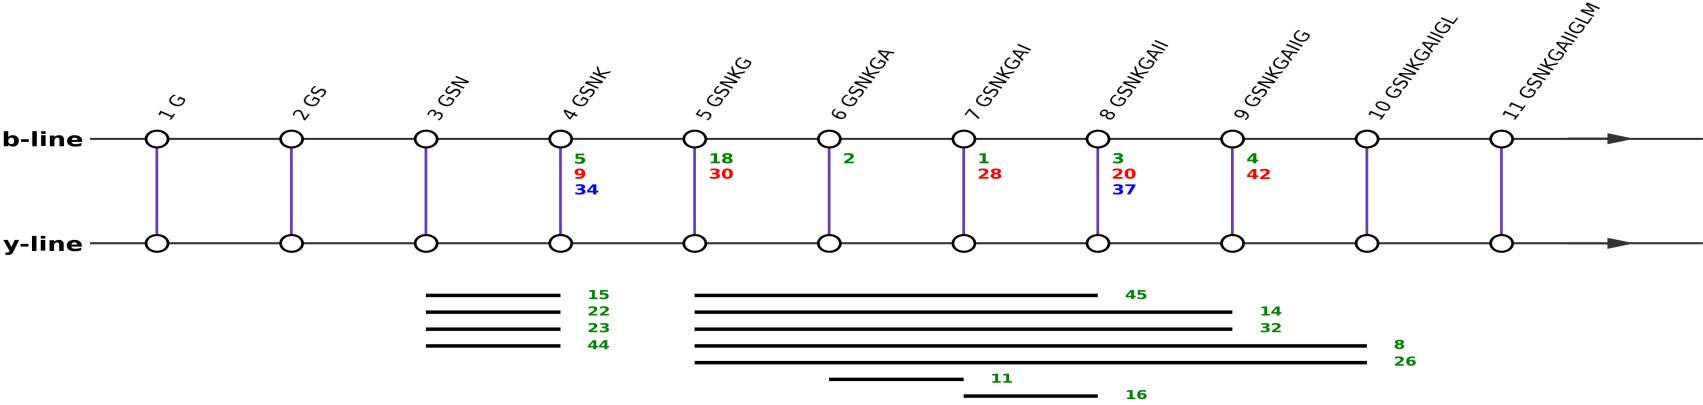 1 G
2 GS
3 GSN
4 GSNK
5 GSNKG
6 GSNKGA
7 GSNKGAI
8 GSNKGAII
9 GSNKGAIIG
10 GSNKGAIIGL
11 GSNKGAIIGLM
b-line
5 18 2 1 3 4
9 30 28 20 42
34 37
y-line
15 45
22 14
23 32
44 8
26
11
16